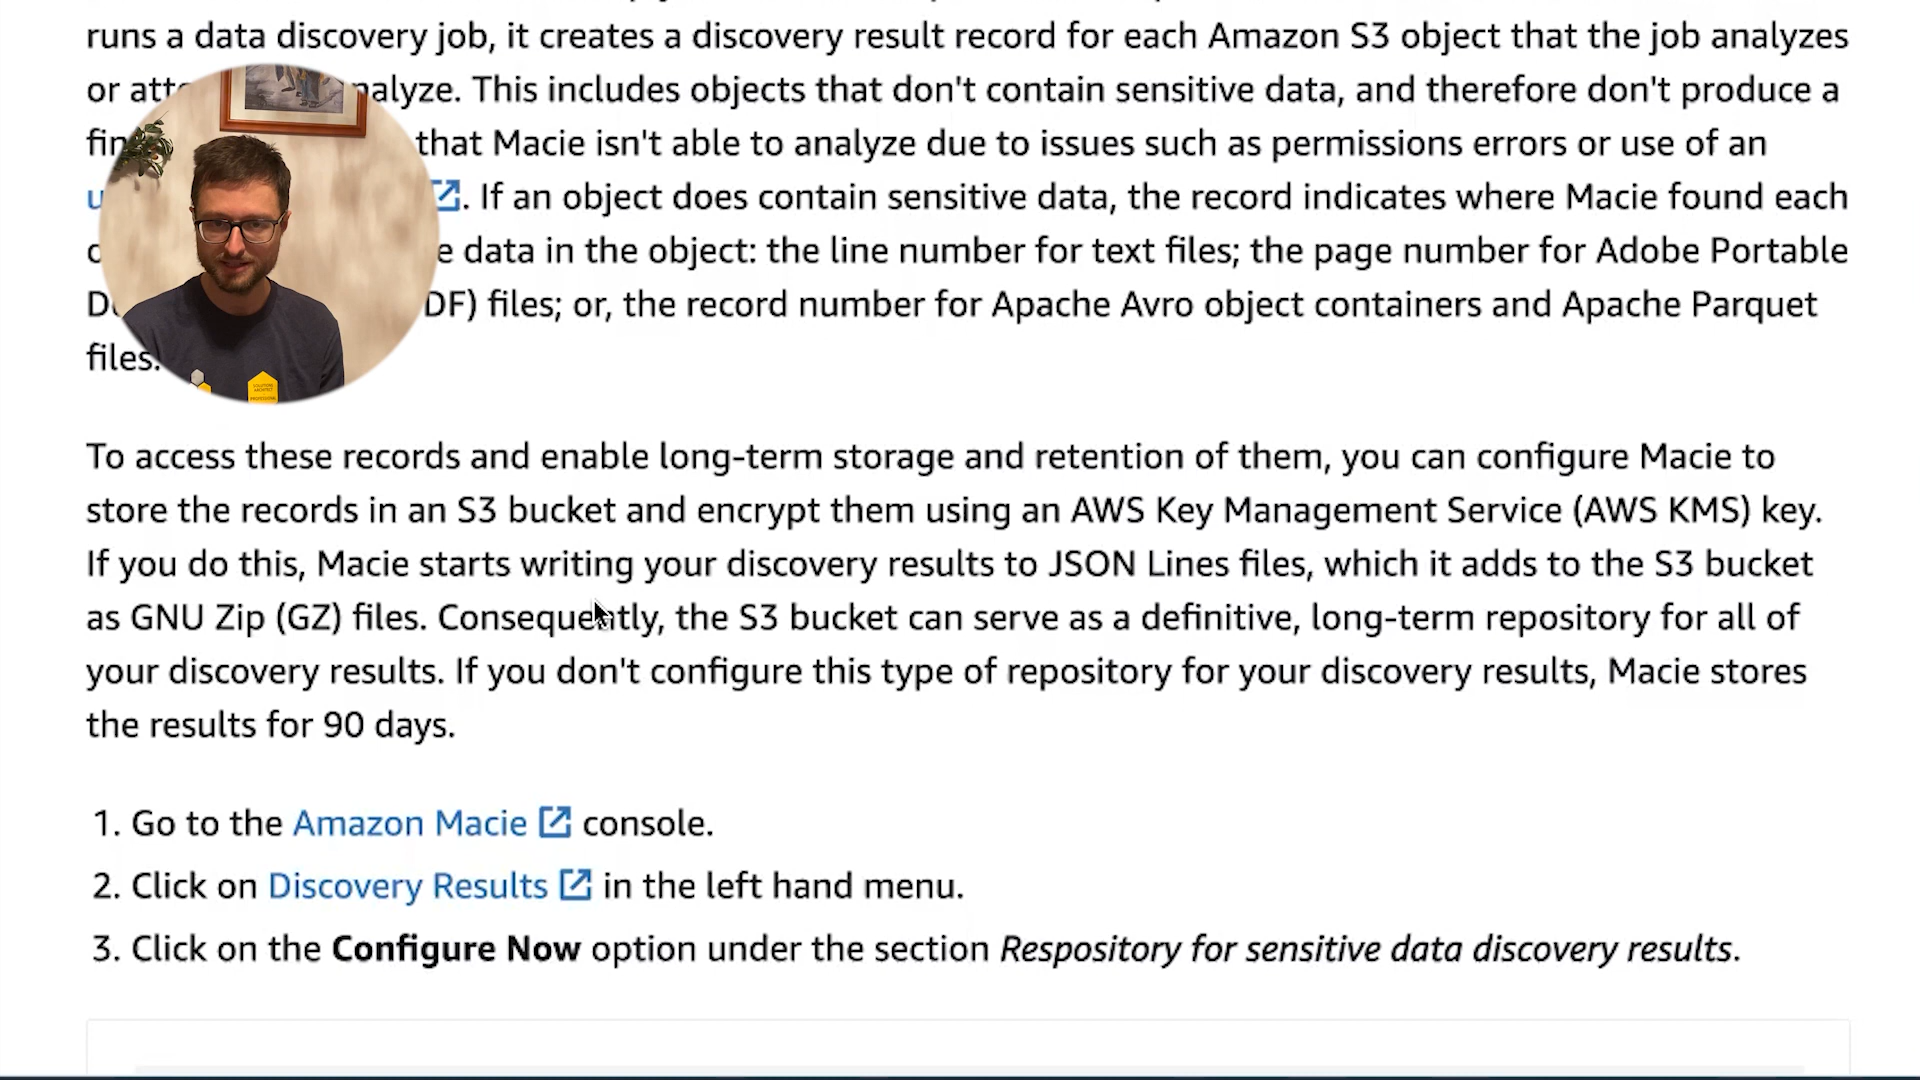 runs a data discovery job, it creates a discovery result record for each Amazon S3 object that the job analyzes
or analyze. This includes objects that don't contain sensitive data, and therefore don't produce a
that Macie isn't able to analyze due to issues such as permissions errors or use of an
. If an object does contain sensitive data, the record indicates where Macie found each
data in the object: the line number for text files; the page number for Adobe Portable
DF) files; or, the record number for Apache Avro object containers and Apache Parquet
files.
SOLUTIONS
ARCHITECT
PROFESSIONAL
To access these records and enable long-term storage and retention of them, you can configure Macie to
store the records in an S3 bucket and encrypt them using an AWS Key Management Service (AWS KMS) key.
If you do this, Macie starts writing your discovery results to JSON Lines files, which it adds to the S3 bucket
as GNU Zip (GZ) files. Consequently, the S3 bucket can serve as a definitive, long-term repository for all of
your discovery results. If you don't configure this type of repository for your discovery results, Macie stores
the results for 90 days.
1. Go to the Amazon Macie console.
2. Click on Discovery Results in the left hand menu.
3. Click on the Configure Now option under the section Respository for sensitive data discovery results.